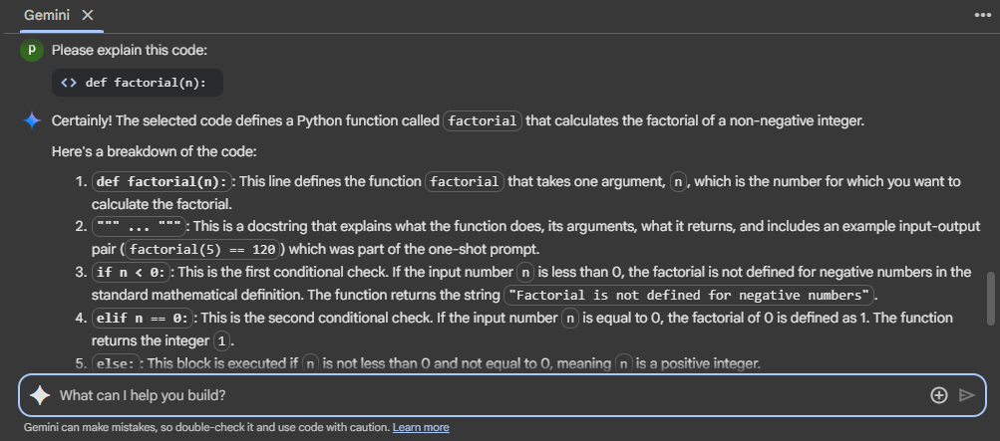 Gemini
P Please explain this code:
<> def factorial(n):
Certainly! The selected code defines a Python function called factorial that calculates the factorial of a non-negative integer.
Here's a breakdown of the code:
1. def factorial(n): : This line defines the function factorial that takes one argument, n , which is the number for which you want to
calculate the factorial.
2. """ ... """ : This is a docstring that explains what the function does, its arguments, what it returns, and includes an example input-output
pair ( factorial(5) == 120 ) which was part of the one-shot prompt.
3. if n < 0: : This is the first conditional check. If the input number n is less than 0, the factorial is not defined for negative numbers in the
standard mathematical definition. The function returns the string "Factorial is not defined for negative numbers" .
4. elif n == 0: : This is the second conditional check. If the input number n is equal to 0, the factorial of 0 is defined as 1. The function
returns the integer 1 .
5. else: : This block is executed if n is not less than 0 and not equal to 0, meaning n is a positive integer.
What can I help you build?
Gemini can make mistakes, so double-check it and use code with caution. Learn more